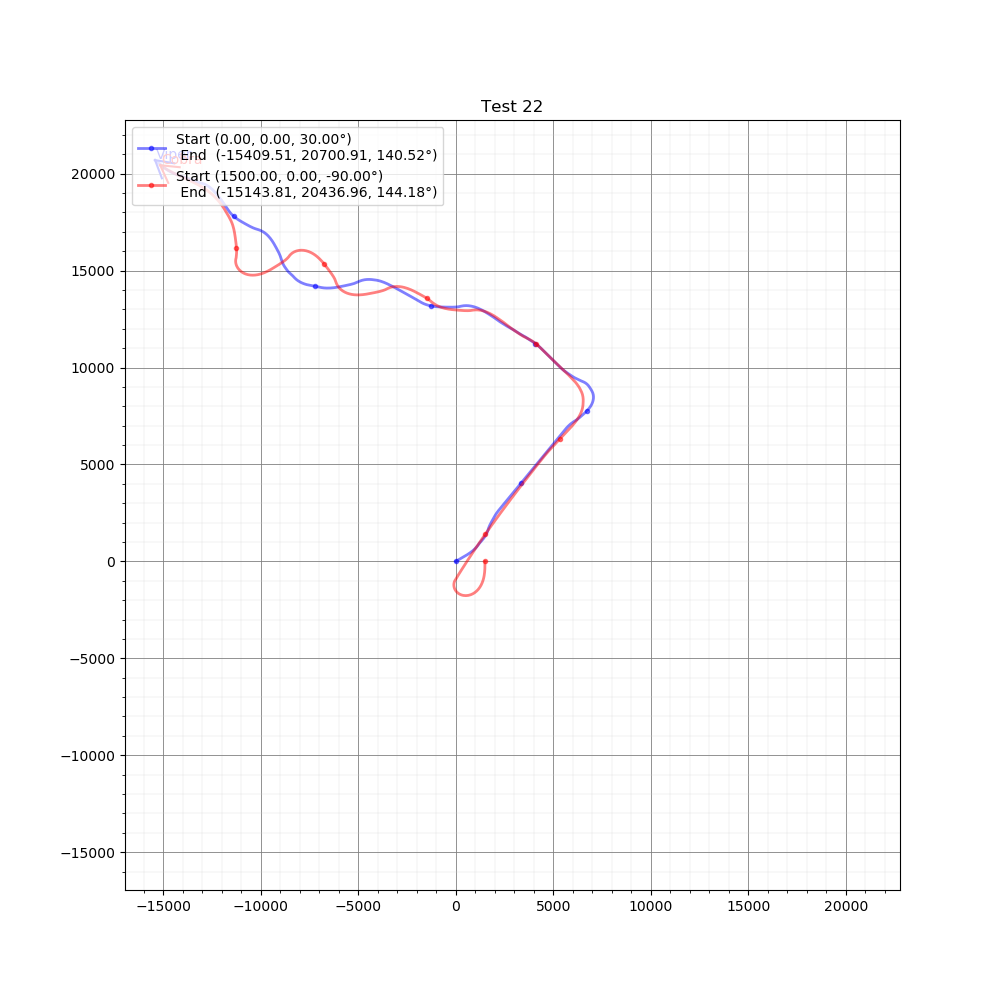 Test 22
Start (0.00, 0.00, 30.00°)
End (-15409.51, 20700.91, 140.52°)
Start (1500.00, 0.00, -90.00°)
End (-15143.81, 20436.96, 144.18°)
20000
15000
10000
5000
0
−5000
−10000
−15000
−15000 −10000 −5000 0 5000 10000 15000 20000